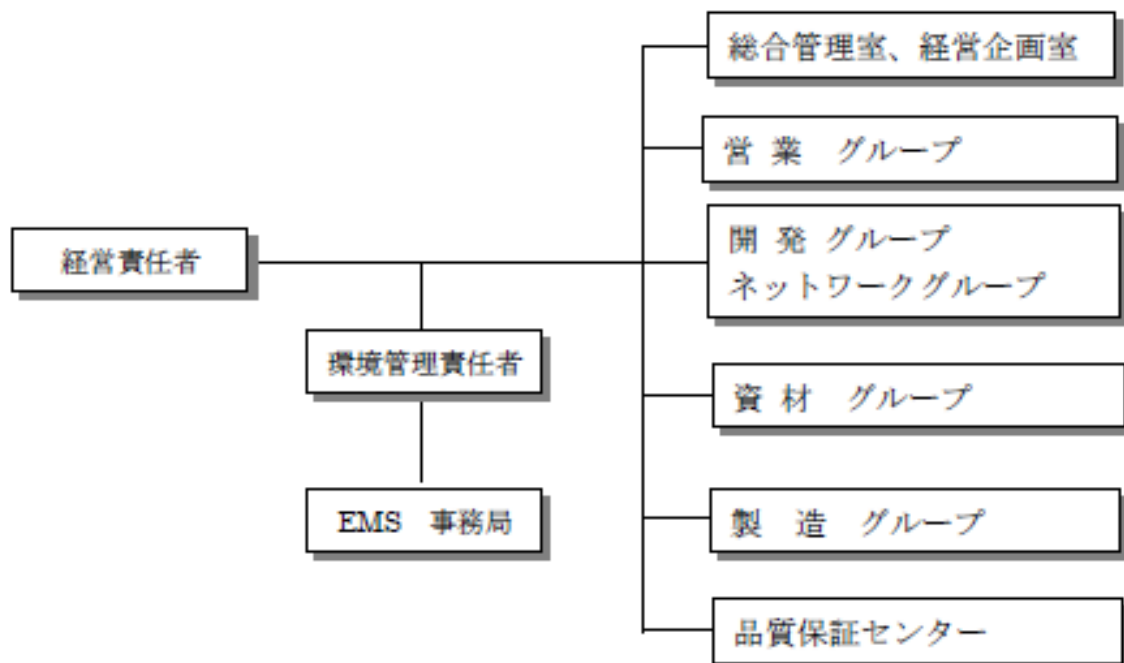 総合管理室、経営企画室
営 業　グループ
開 発 グループ
ネットワークグループ
経営責任者
環境管理責任者
資 材　グループ
EMS　事務局
製　造　グループ
品質保証センター